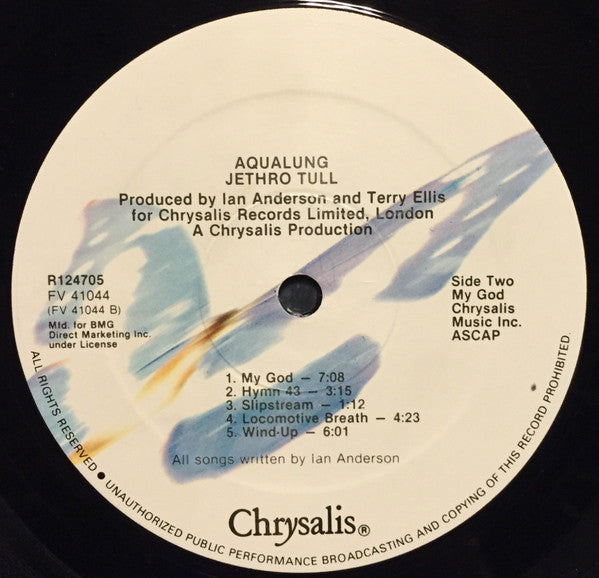 AQUALUNG
JETHRO TULL
Produced by Ian Anderson and Terry Ellis
for Chrysalis Records Limited, London
A Chrysalis Production
R124705
FV 41044
(FV 41044 B)
Mfd. for BMG
Direct Marketing Inc.
under License
Side Two
My God
Chrysalis
Music Inc.
ASCAP
1. My God – 7:08
2. Hymn 43 – 3:15
3. Slipstream – 1:12
4. Locomotive Breath – 4:23
5. Wind-Up – 6:01
All songs written by Ian Anderson
Chrysalis®
ALL RIGHTS RESERVED ● UNAUTHORIZED PUBLIC PERFORMANCE BROADCASTING AND COPYING OF THIS RECORD PROHIBITED.